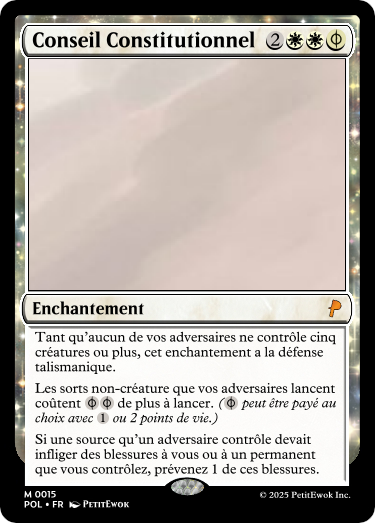 Conseil Constitutionnel 2
Enchantement
Tant qu'aucun de vos adversaires ne contrôle cinq
créatures ou plus, cet enchantement a la défense
talismanique.
Les sorts non-créature que vos adversaires lancent
coûtent de plus à lancer. ( peut être payé au
choix avec 1 ou 2 points de vie.)
Si une source qu'un adversaire contrôle devait
infliger des blessures à vous ou à un permanent
que vous contrôlez, prévenez 1 de ces blessures.
M 0015
POL • FR PetitEwok
© 2025 PetitEwok Inc.